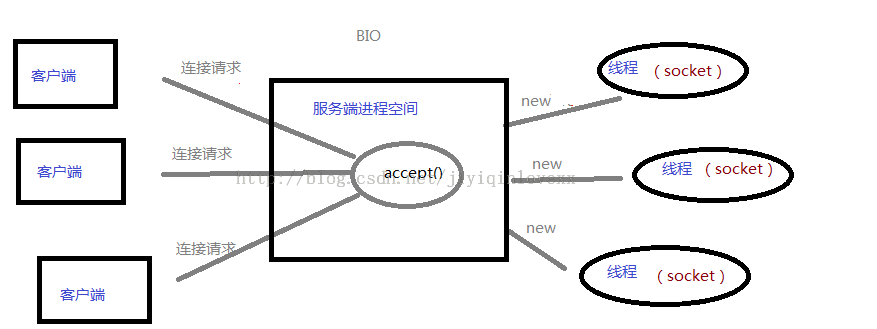 BIO
连接请求
客户端
线程 （socket）
服务端进程空间
new
连接请求
客户端
accept()
new
线程 （socket）
new
连接请求
客户端
线程 （socket）